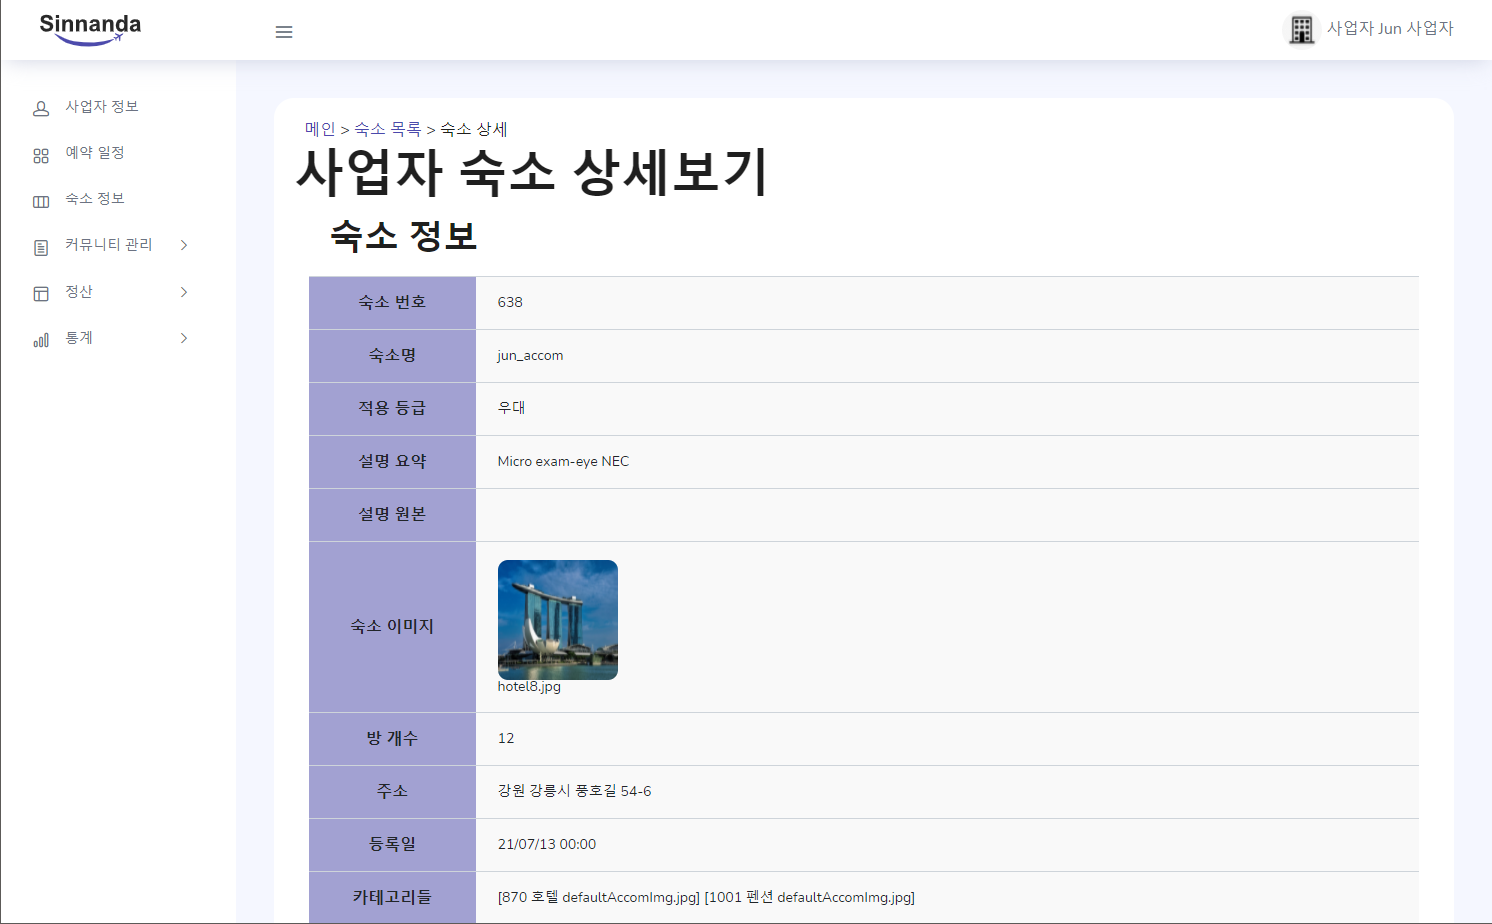 Sinnanda
사업자 Jun 사업자
사업자 정보
예약 일정
숙소 정보
커뮤니티 관리
정산
통계
메인 > 숙소 목록 > 숙소 상세
사업자 숙소 상세보기
숙소 정보
숙소 번호 638
숙소명 jun_accom
적용 등급 우대
설명 요약 Micro exam-eye NEC
설명 원본
숙소 이미지
hotel8.jpg
방 개수 12
주소 강원 강릉시 풍호길 54-6
등록일 21/07/13 00:00
카테고리들 [870 호텔 defaultAccomImg.jpg] [1001 펜션 defaultAccomImg.jpg]